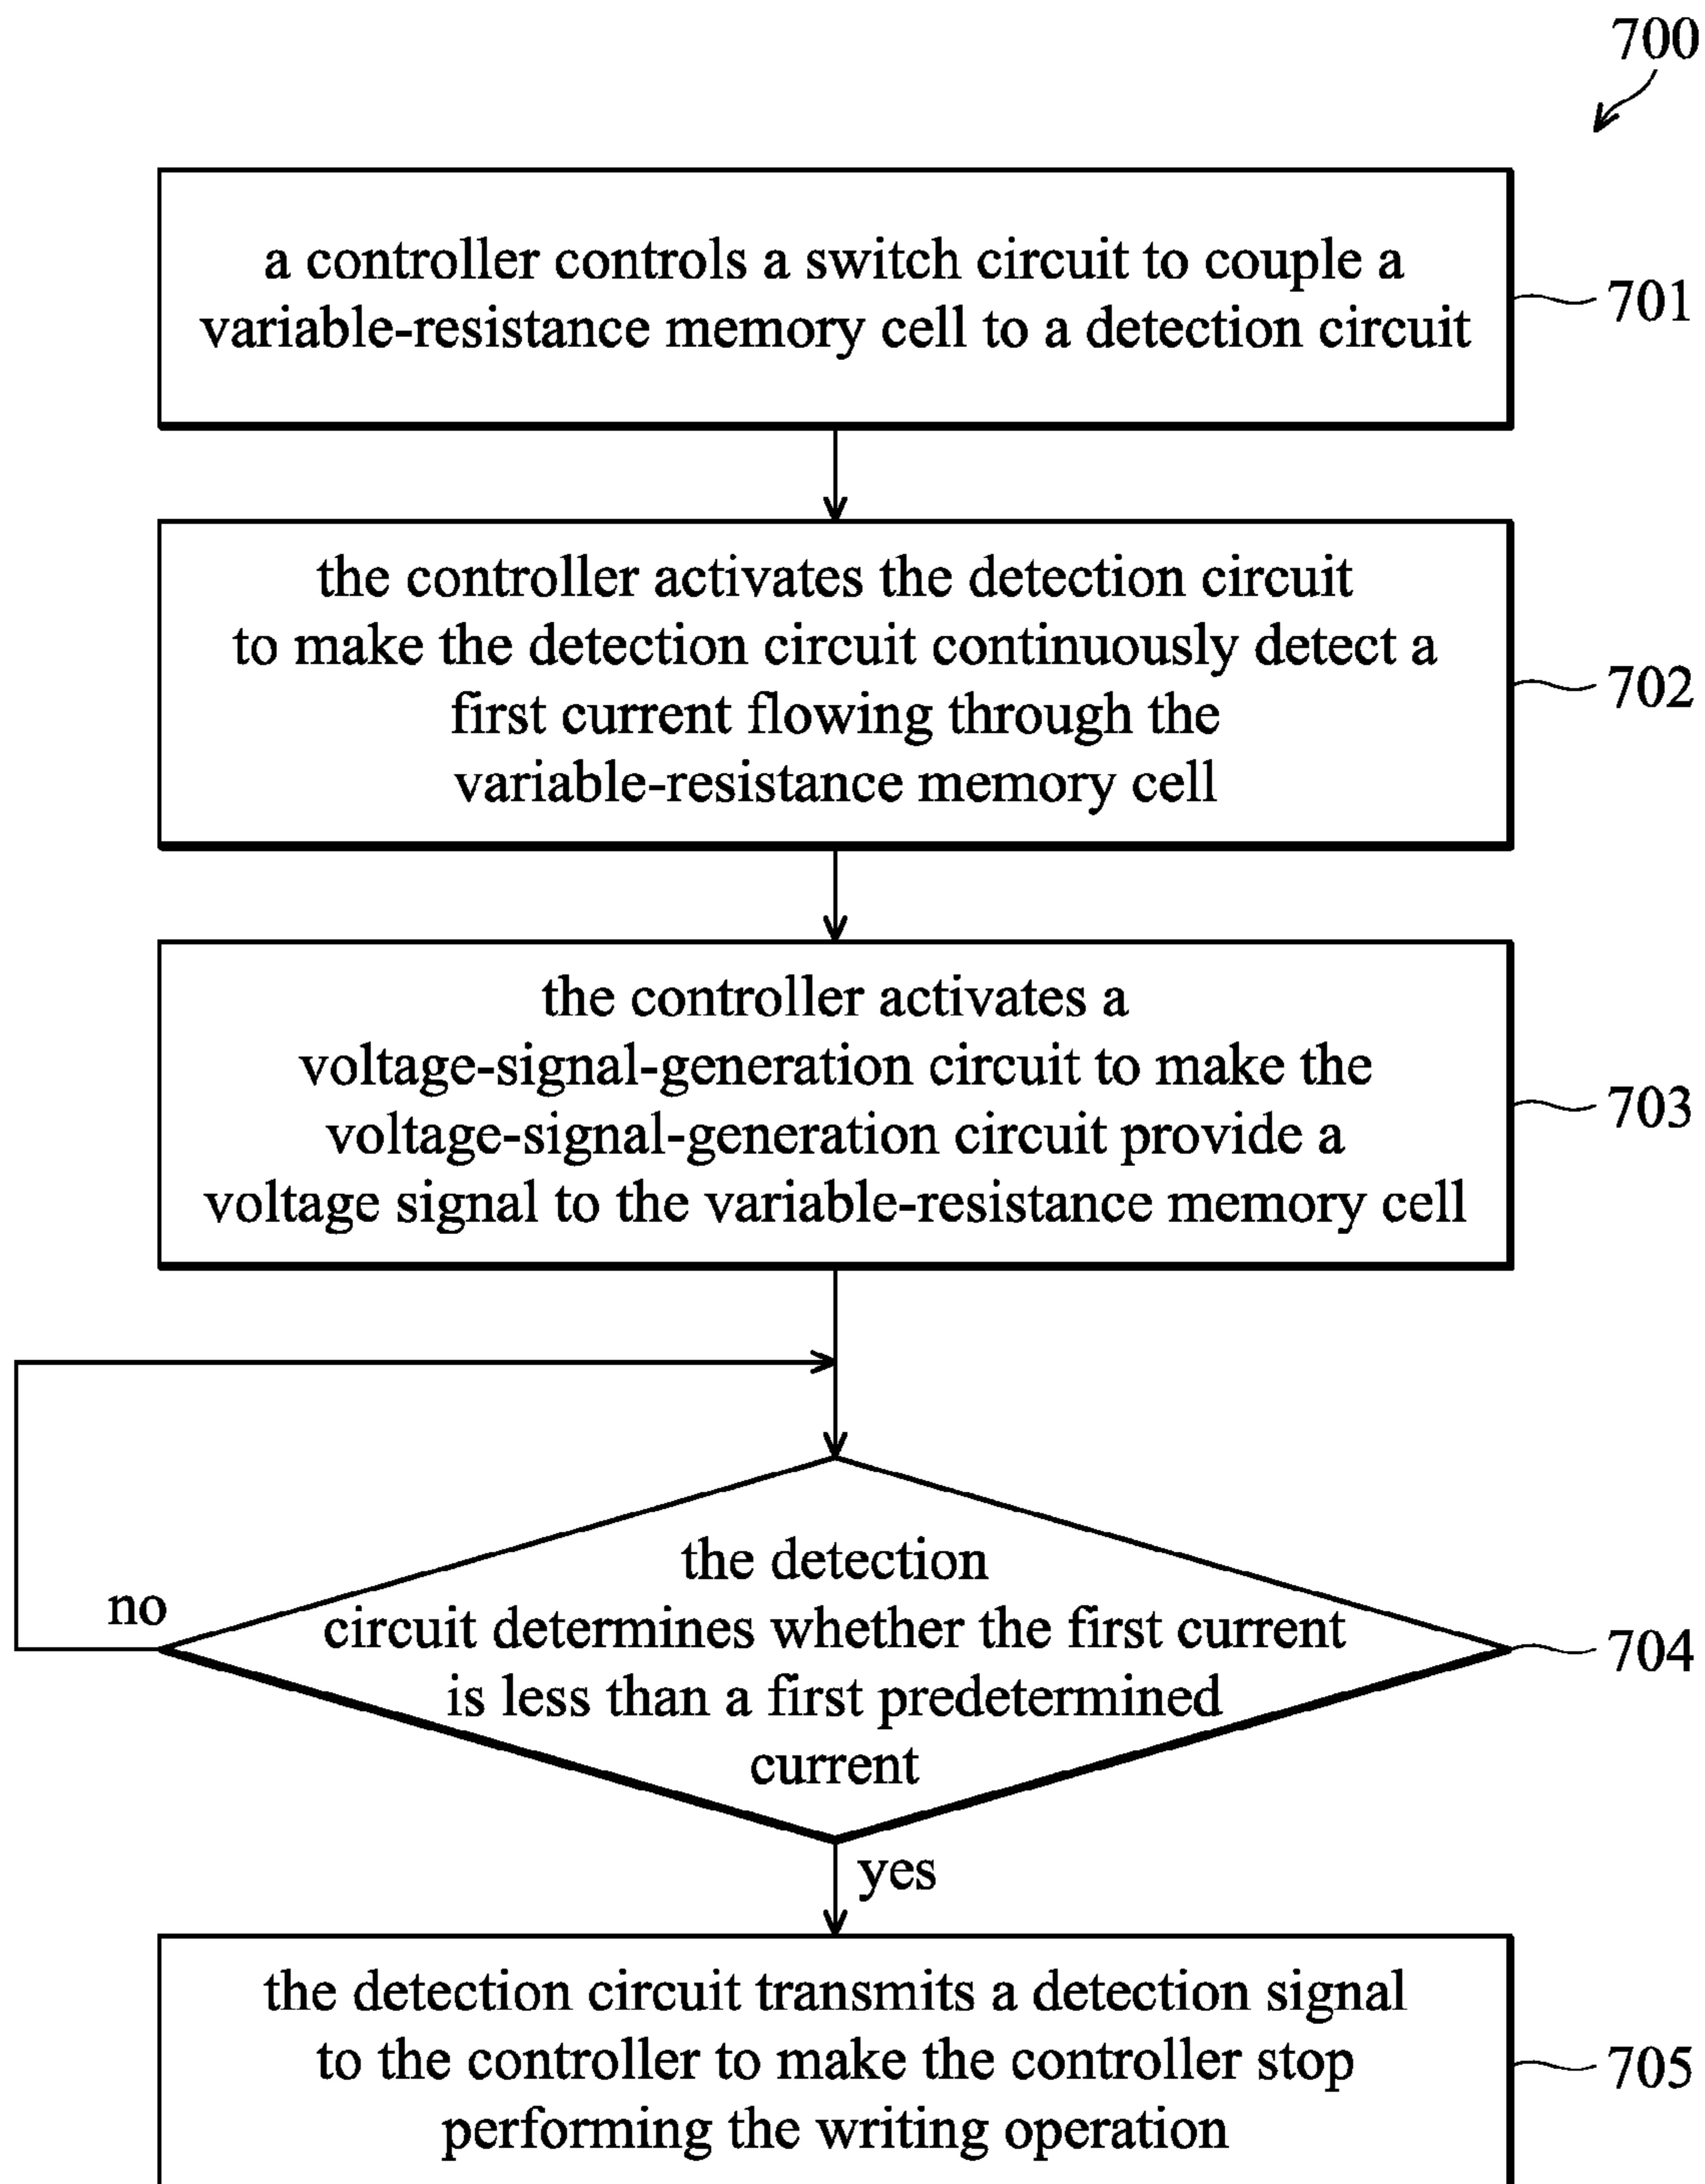 700
a controller controls a switch circuit to couple a
variable-resistance memory cell to a detection circuit
701
the controller activates the detection circuit
to make the detection circuit continuously detect a
first current flowing through the
variable-resistance memory cell
702
the controller activates a
voltage-signal-generation circuit to make the
voltage-signal-generation circuit provide a
voltage signal to the variable-resistance memory cell
703
the detection
circuit determines whether the first current
is less than a first predetermined
current
704
no
yes
the detection circuit transmits a detection signal
to the controller to make the controller stop
performing the writing operation
705